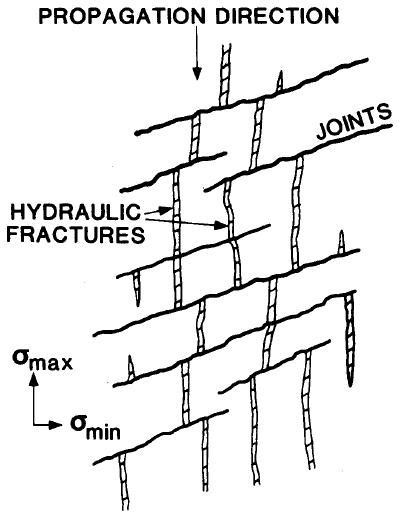 PROPAGATION DIRECTION
JOINTS
HYDRAULIC
FRACTURES
σmax
σmin